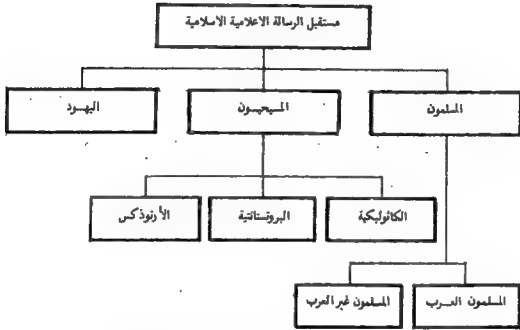 مستقبل الرسالة الاعلامية الاسلامية
المسلمون
المسيحيون
اليهود
الكاثوليكية
البروتستانتية
الأرثوذكس
المسلمون العرب
المسلمون غير العرب